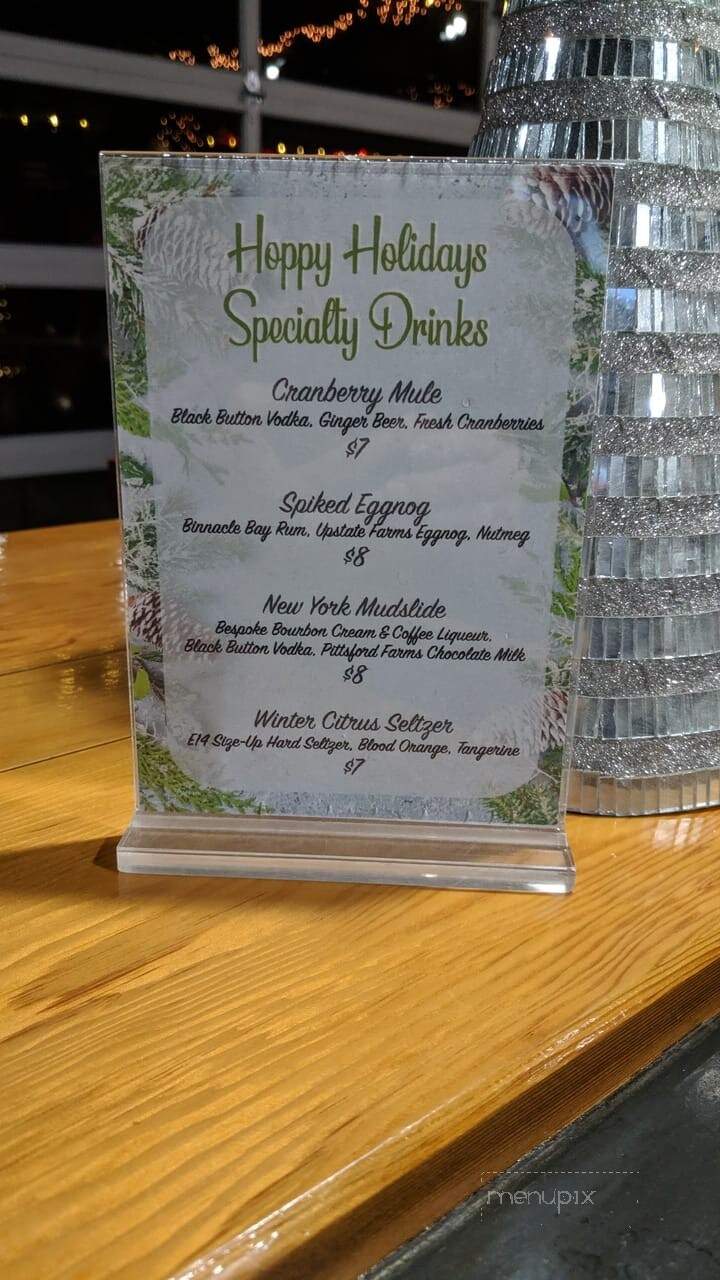 Hoppy Holidays
Specialty Drinks
Cranberry Mule
Black Button Vodka, Ginger Beer, Fresh Cranberries
$7
Spiked Eggnog
Binnacle Bay Rum, Upstate Farms Eggnog, Nutmeg
$8
New York Mudslide
Bespoke Bourbon Cream & Coffee Liqueur,
Black Button Vodka, Pittsford Farms Chocolate Milk
$8
Winter Citrus Seltzer
E14 Size-Up Hard Seltzer, Blood Orange, Tangerine
$7
menupix